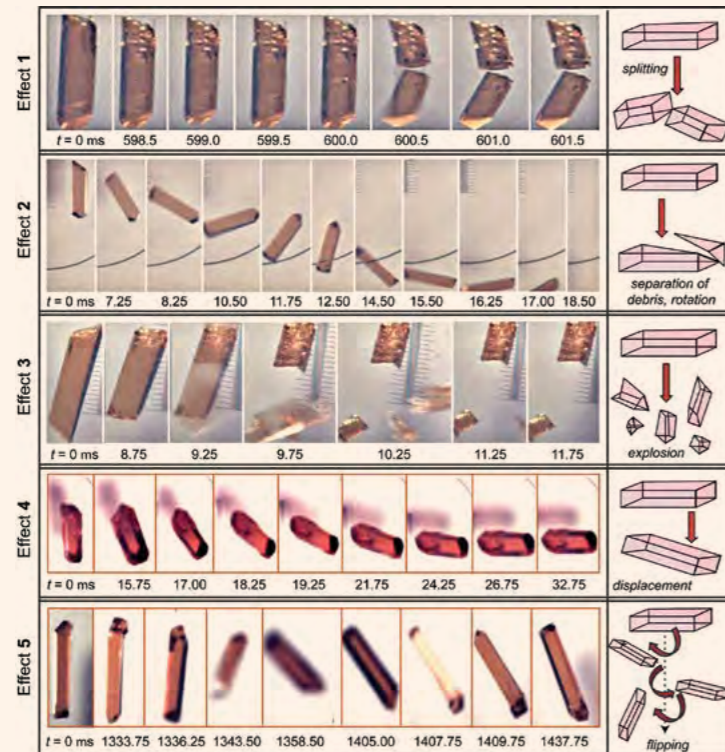 Effect 1
t = 0 ms 598.5 599.0 599.5 600.0 600.5 601.0 601.5
splitting
Effect 2
t = 0 ms 7.25 8.25 10.50 11.75 12.50 14.50 15.50 16.25 17.00 18.50
separation of
debris, rotation
Effect 3
t = 0 ms 8.75 9.25 9.75 10.25 11.25 11.75
explosion
Effect 4
t = 0 ms 15.75 17.00 18.25 19.25 21.75 24.25 26.75 32.75
displacement
Effect 5
t = 0 ms 1333.75 1336.25 1343.50 1358.50 1405.00 1407.75 1409.75 1437.75
flipping